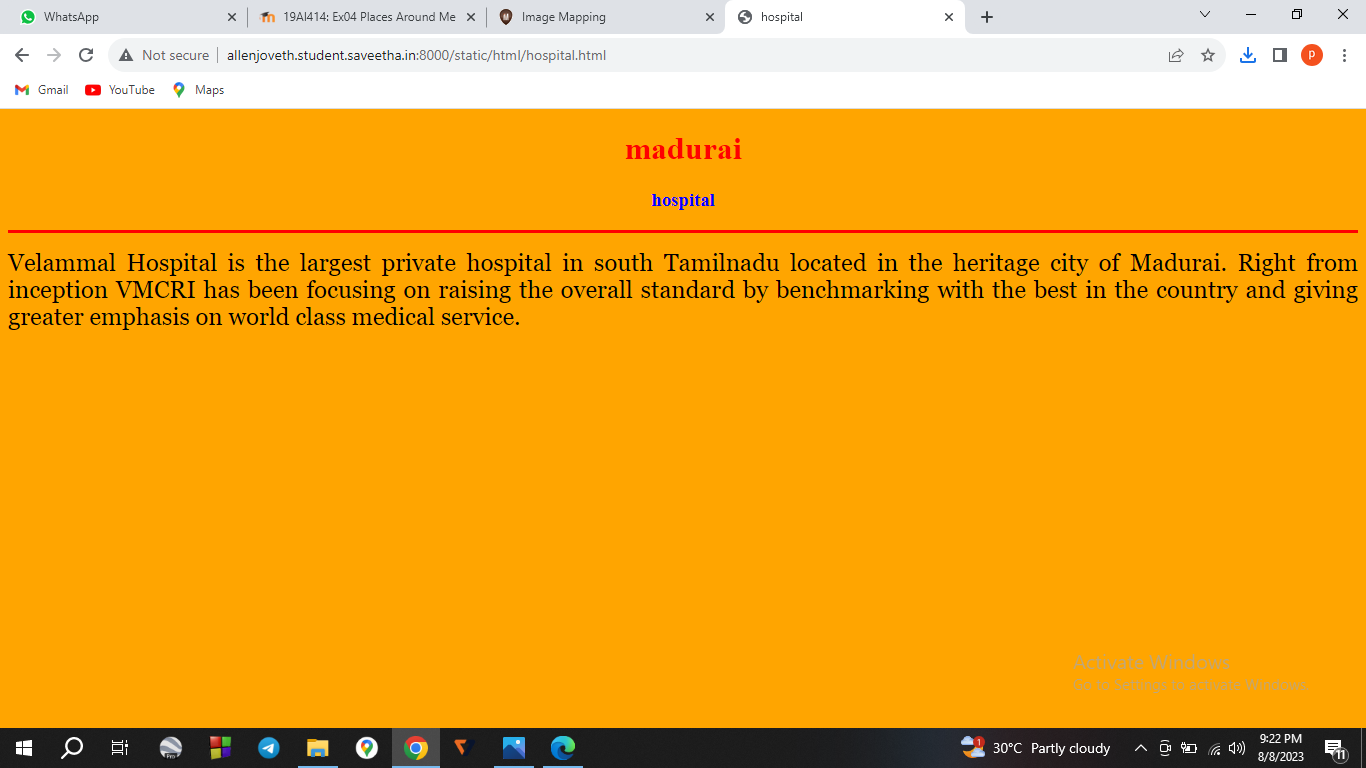 WhatsApp
19AI414: Ex04 Places Around Me
Image Mapping
hospital
Not secure
allenjoveth.student.saveetha.in:8000/static/html/hospital.html
P
Gmail
YouTube
Maps
madurai
hospital
Velammal Hospital is the largest private hospital in south Tamilnadu located in the heritage city of Madurai. Right from
inception VMCRI has been focusing on raising the overall standard by benchmarking with the best in the country and giving
greater emphasis on world class medical service.
Activate Windows
Go to Settings to activate Windows.
Pro
1
30°C Partly cloudy
9:22 PM
8/8/2023
11